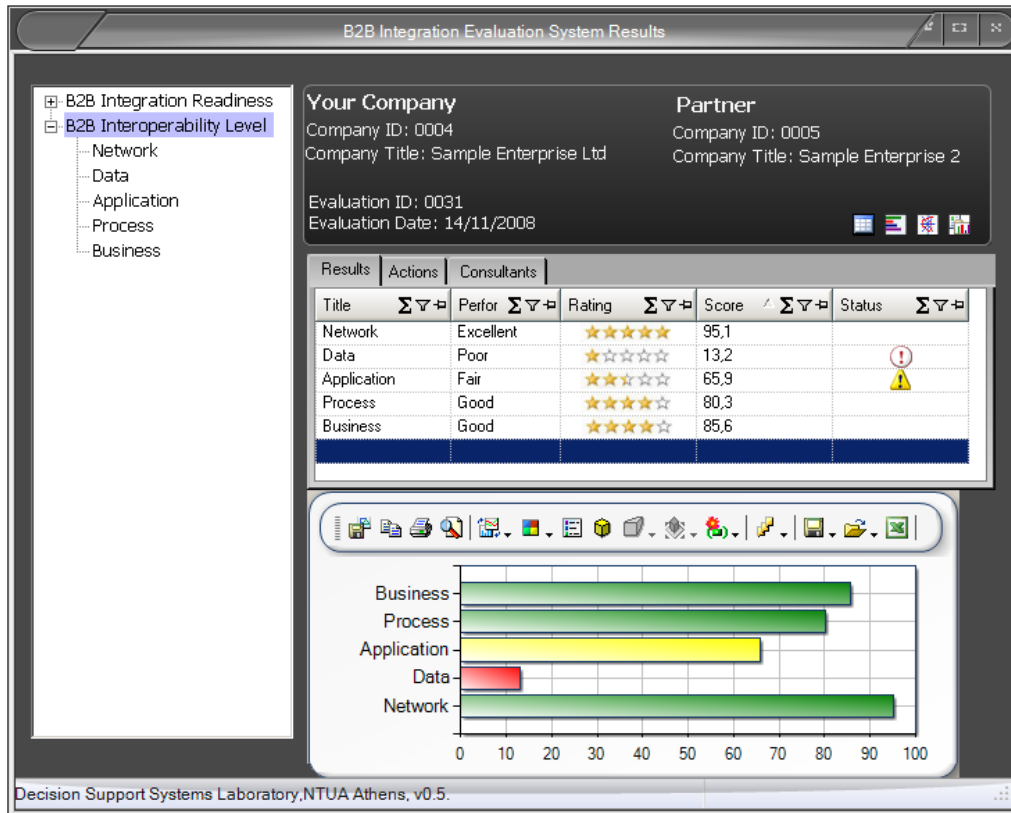 B2B Integration Evaluation System Results
B2B Integration Readiness
B2B Interoperability Level
Network
Data
Application
Process
Business
Your Company
Company ID: 0004
Company Title: Sample Enterprise Ltd
Partner
Company ID: 0005
Company Title: Sample Enterprise 2
Evaluation ID: 0031
Evaluation Date: 14/11/2008
Results Actions Consultants
Title Perfor Rating Score Status
Network Excellent 95,1
Data Poor 13,2
Application Fair 65,9
Process Good 80,3
Business Good 85,6
Business
Process
Application
Data
Network
0 10 20 30 40 50 60 70 80 90 100
Decision Support Systems Laboratory,NTUA Athens, v0.5.